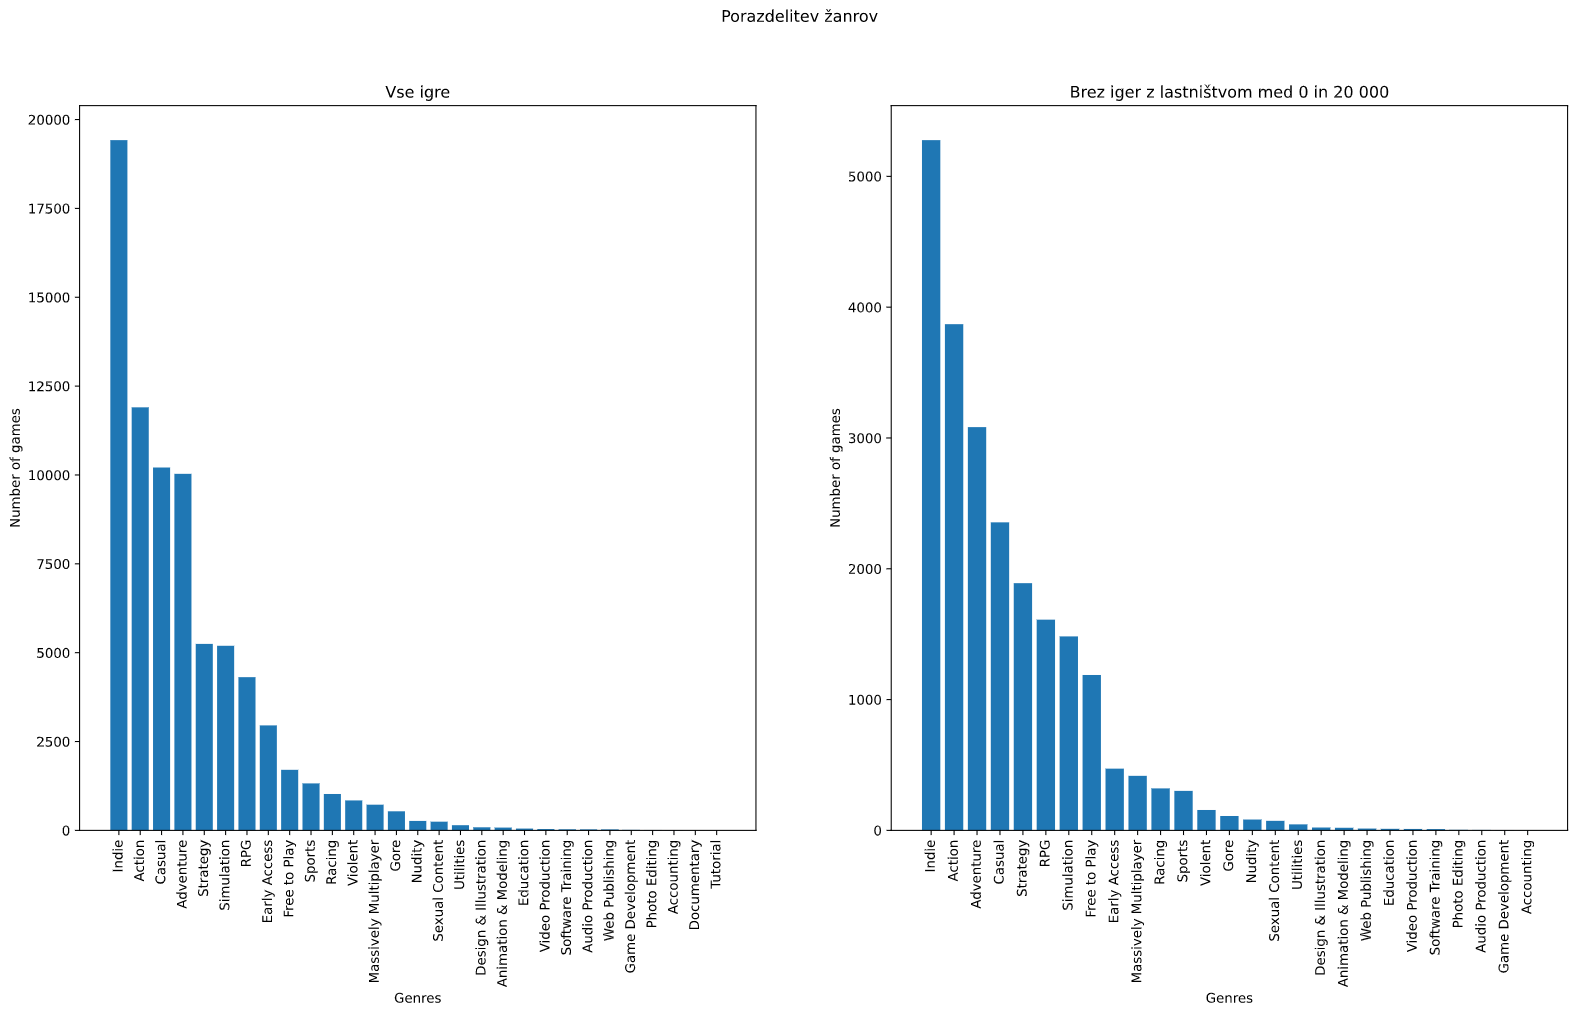 Porazdelitev žanrov
Vse igre
20000
17500
15000
12500
10000
7500
5000
2500
0
Number of games
Indie
Action
Casual
Adventure
Strategy
Simulation
RPG
Early Access
Free to Play
Sports
Racing
Violent
Massively Multiplayer
Gore
Nudity
Sexual Content
Utilities
Design & Illustration
Animation & Modeling
Education
Video Production
Software Training
Audio Production
Web Publishing
Game Development
Photo Editing
Accounting
Documentary
Tutorial
Genres
Brez iger z lastništvom med 0 in 20 000
5000
4000
3000
2000
1000
0
Number of games
Indie
Action
Adventure
Casual
Strategy
RPG
Simulation
Free to Play
Early Access
Massively Multiplayer
Racing
Sports
Violent
Gore
Nudity
Sexual Content
Utilities
Design & Illustration
Animation & Modeling
Web Publishing
Education
Video Production
Software Training
Photo Editing
Audio Production
Game Development
Accounting
Genres